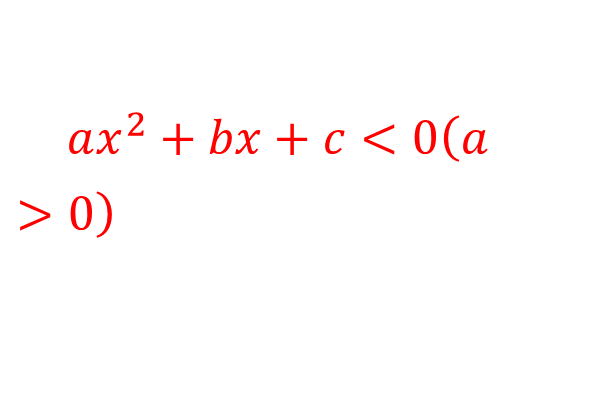 ax² + bx + c < 0(a
> 0)